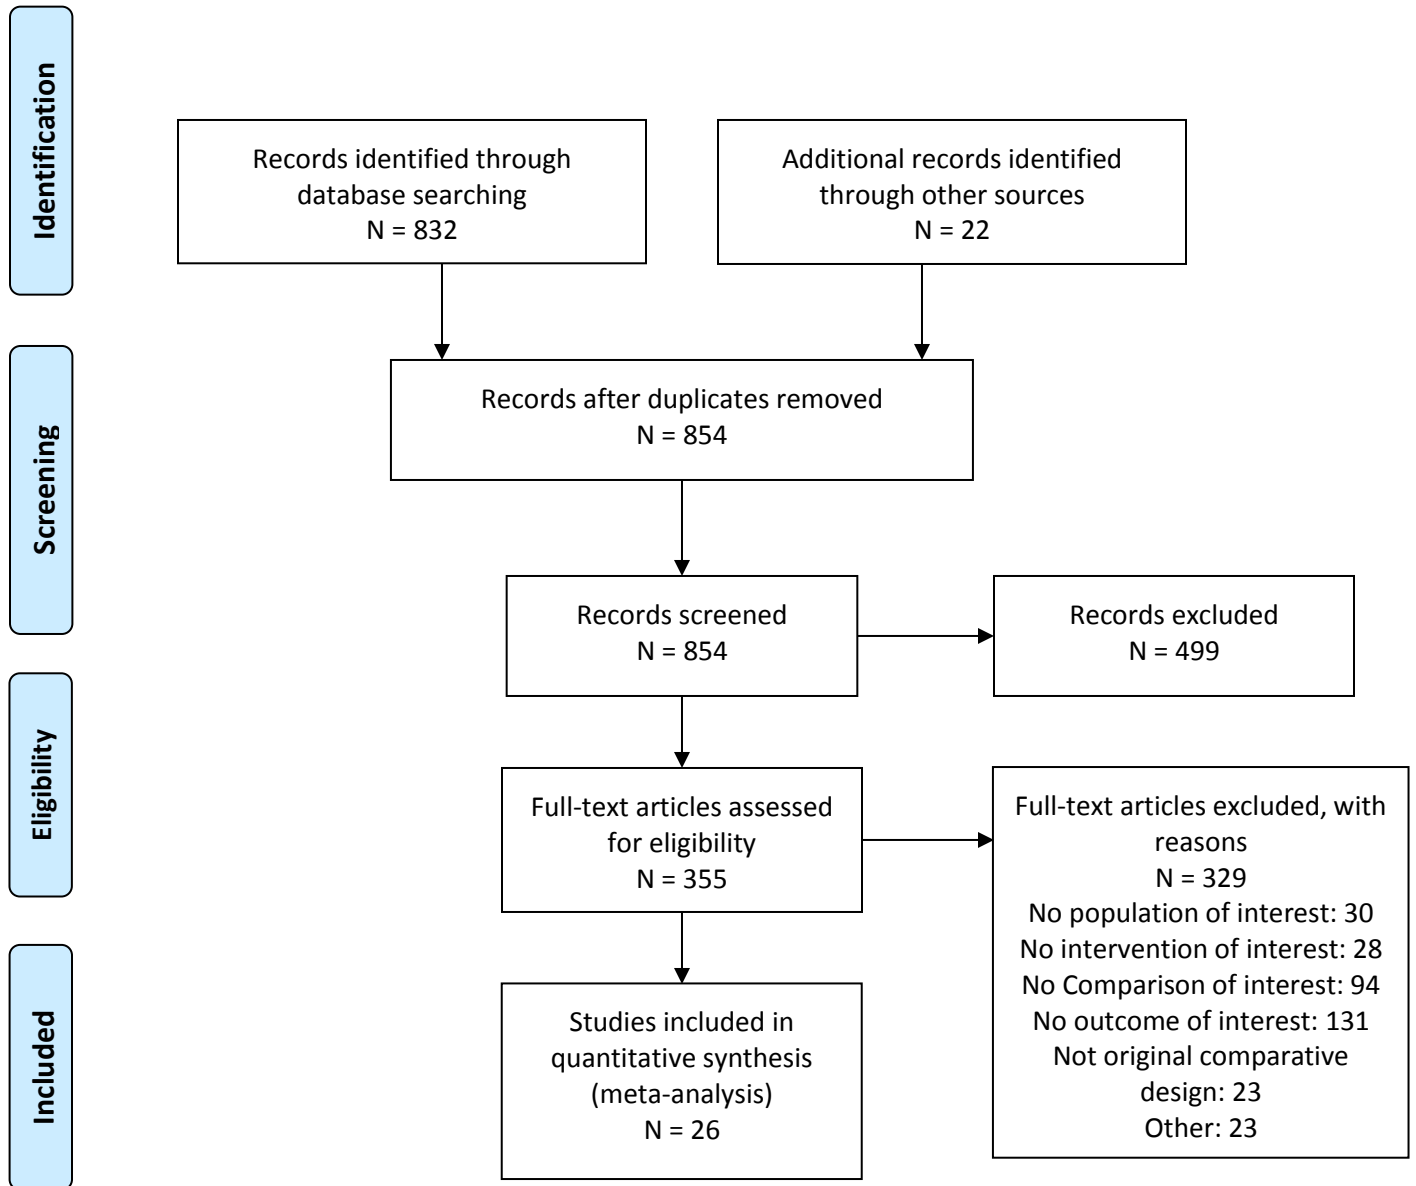 Identification
Records identified through
database searching
N = 832
Additional records identified
through other sources
N = 22
Screening
Records after duplicates removed
N = 854
Records screened
N = 854
Records excluded
N = 499
Eligibility
Full-text articles assessed
for eligibility
N = 355
Full-text articles excluded, with
reasons
N = 329
No population of interest: 30
No intervention of interest: 28
No Comparison of interest: 94
No outcome of interest: 131
Not original comparative
design: 23
Other: 23
Included
Studies included in
quantitative synthesis
(meta-analysis)
N = 26